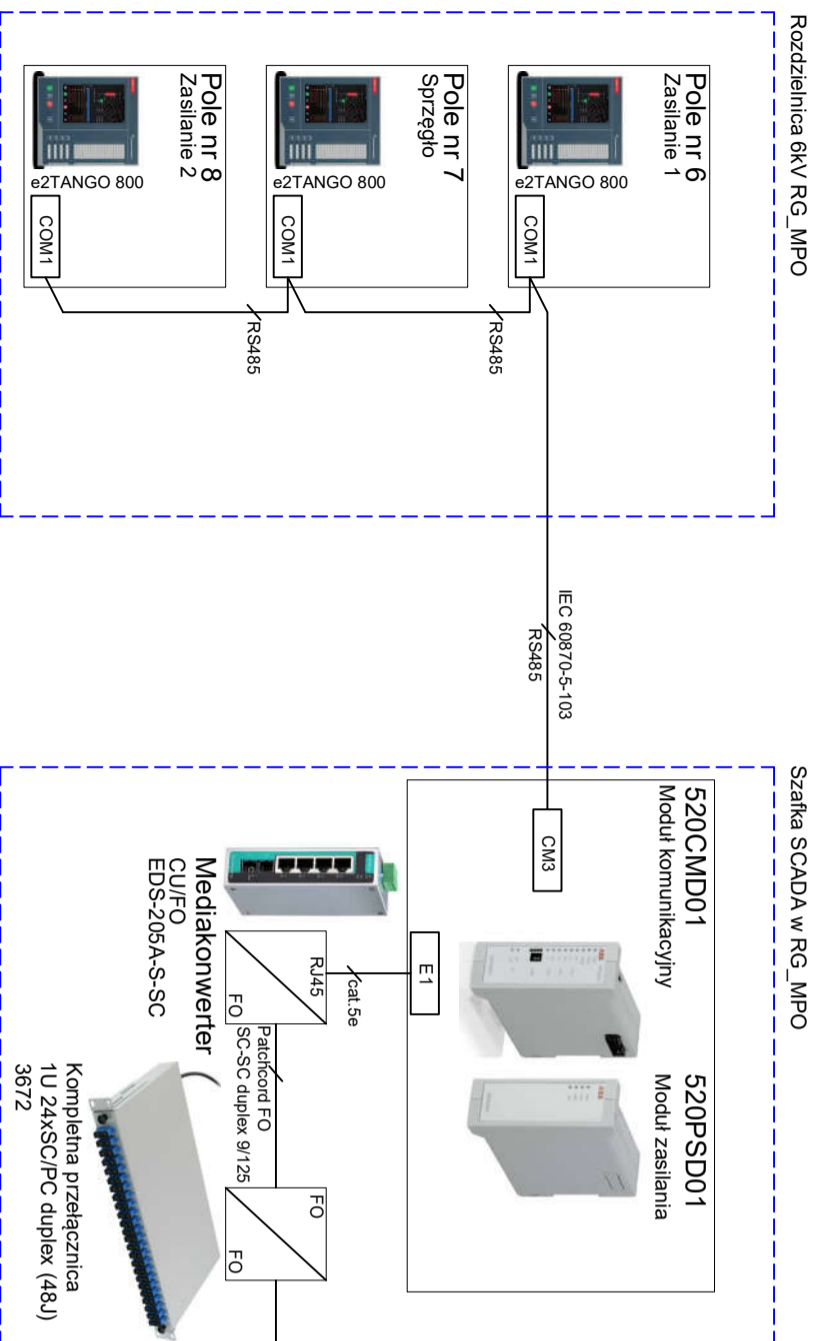 Rozdzielnica 6kV RG_MPO
Pole nr 6
Zasilanie 1
e2TANGO 800
COM1
RS485
Pole nr 7
Sprzęgło
e2TANGO 800
COM1
RS485
Pole nr 8
Zasilanie 2
e2TANGO 800
COM1
IEC 60870-5-103
RS485
Szafka SCADA w RG_MPO
520CMD01
Moduł komunikacyjny
520PSD01
Moduł zasilania
CM3
E1
cat.5e
RJ45
FO
Mediakonwerter
CU/FO
EDS-205A-S-SC
Patchcord FO
SC-SC duplex 9/125
FO
FO
Kompletna przełącznica
1U 24xSC/PC duplex (48J)
3672